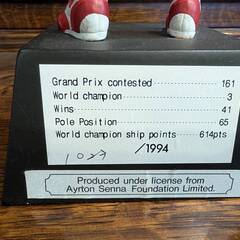 Grand Prix contested 161
World champion 3
Wins 41
Pole Position 65
World champion ship points 614pts
/1994
Produced under license from
Ayrton Senna Foundation Limited.